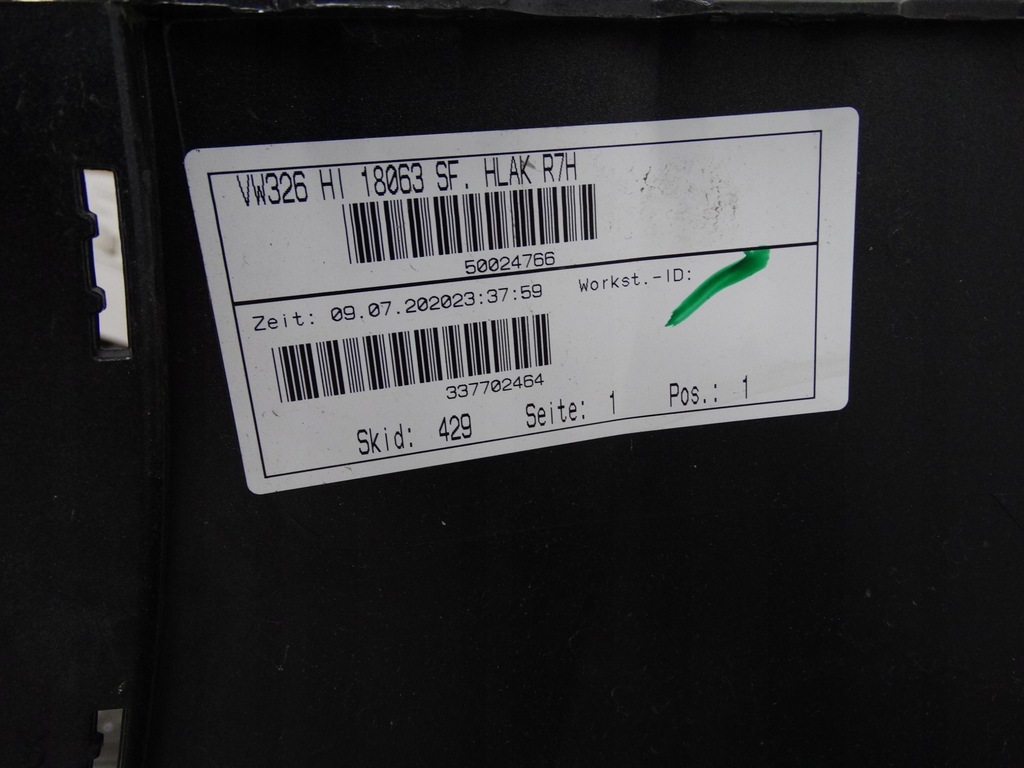 VW326 HI 18063 SF. HLAK R7H
50024766
Zeit: 09.07.202023:37:59
Workst.-ID:
337702464
Skid: 429 Seite: 1 Pos.: 1